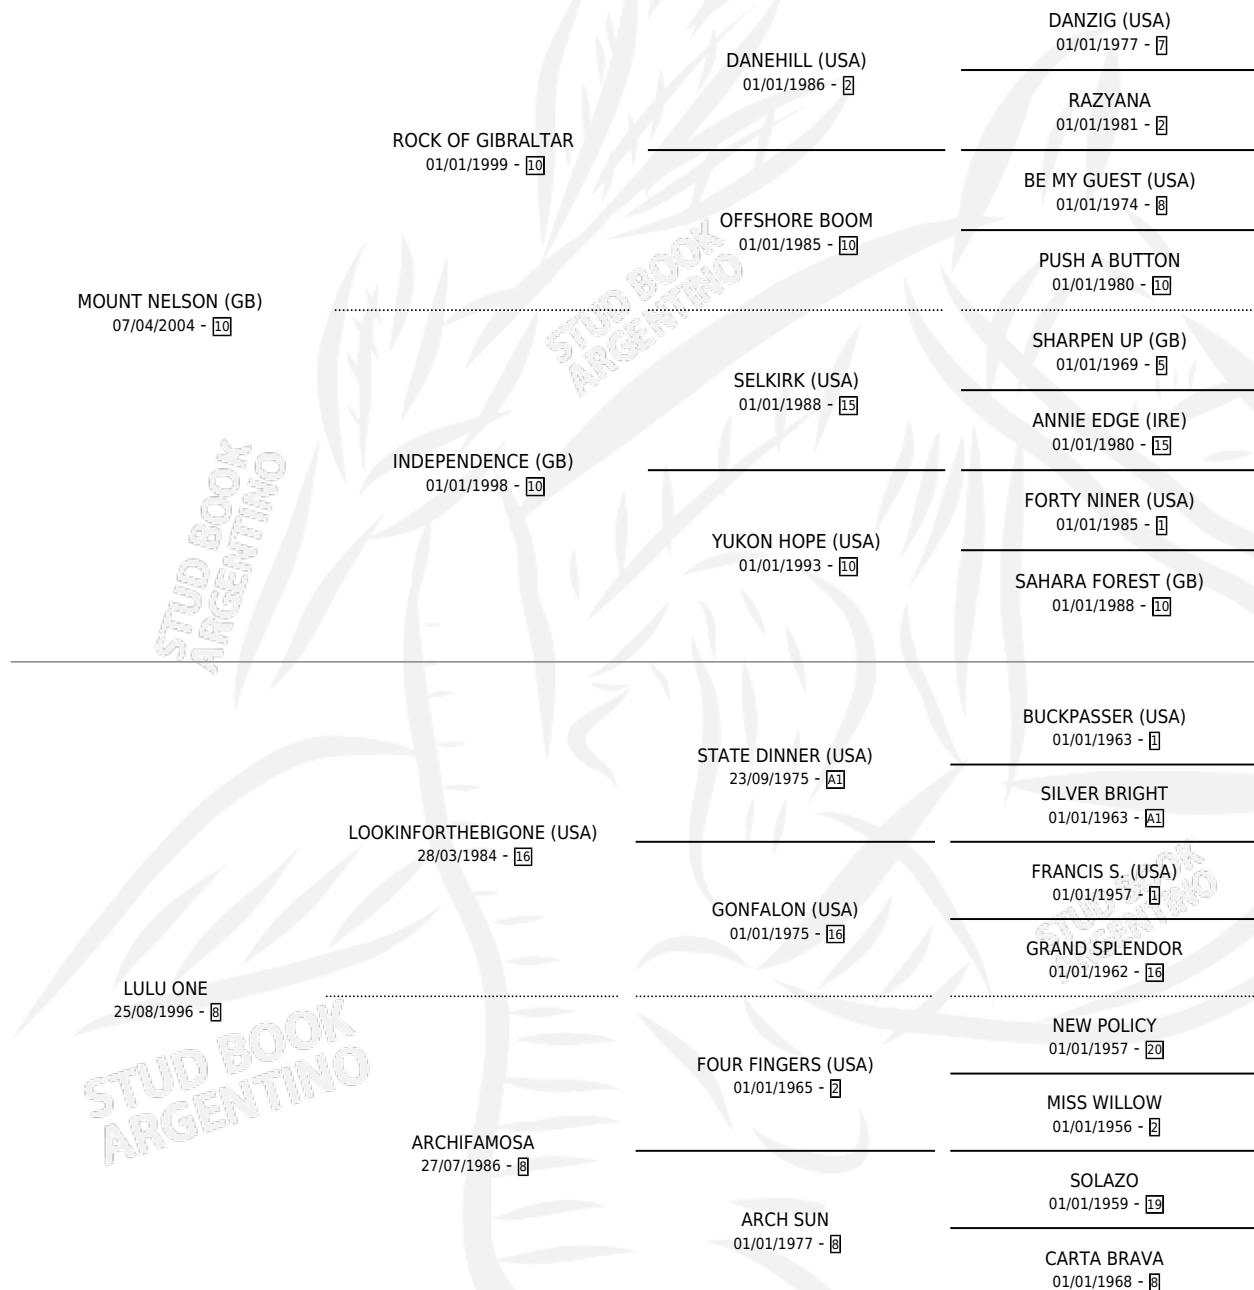 DANZIG (USA)
01/01/1977 - 7
DANEHILL (USA)
01/01/1986 - 2
RAZYANA
01/01/1981 - 2
ROCK OF GIBRALTAR
01/01/1999 - 10
BE MY GUEST (USA)
01/01/1974 - 8
OFFSHORE BOOM
01/01/1985 - 10
PUSH A BUTTON
01/01/1980 - 10
MOUNT NELSON (GB)
07/04/2004 - 10
SHARPEN UP (GB)
01/01/1969 - 5
SELKIRK (USA)
01/01/1988 - 15
ANNIE EDGE (IRE)
01/01/1980 - 15
INDEPENDENCE (GB)
01/01/1998 - 10
FORTY NINER (USA)
01/01/1985 - 1
YUKON HOPE (USA)
01/01/1993 - 10
SAHARA FOREST (GB)
01/01/1988 - 10
BUCKPASSER (USA)
01/01/1963 - 1
STATE DINNER (USA)
23/09/1975 - A1
SILVER BRIGHT
01/01/1963 - A1
LOOKINFORTHEBIGONE (USA)
28/03/1984 - 16
FRANCIS S. (USA)
01/01/1957 - 1
GONFALON (USA)
01/01/1975 - 16
GRAND SPLENDOR
01/01/1962 - 16
LULU ONE
25/08/1996 - 8
NEW POLICY
01/01/1957 - 20
FOUR FINGERS (USA)
01/01/1965 - 2
MISS WILLOW
01/01/1956 - 2
ARCHIFAMOSA
27/07/1986 - 8
SOLAZO
01/01/1959 - 19
ARCH SUN
01/01/1977 - 8
CARTA BRAVA
01/01/1968 - 8
STUD BOOK
ARGENTINO
STUD BOOK
ARGENTINO
STUD BOOK
ARGENTINO
STUD BOOK
ARGENTINO